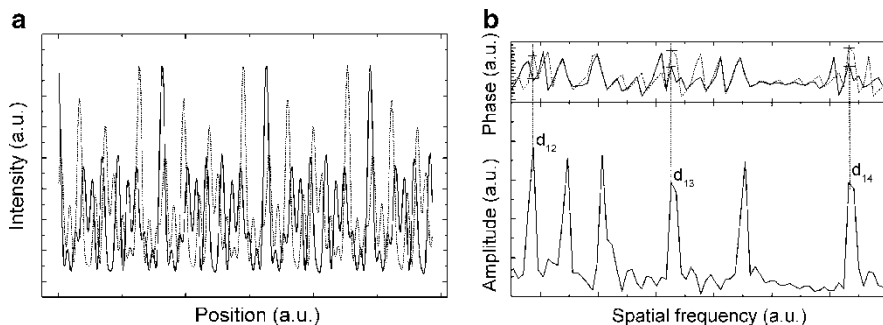 a
Intensity (a.u.)
Position (a.u.)
b
Phase (a.u.)
Amplitude (a.u.)
d12
d13
d14
Spatial frequency (a.u.)